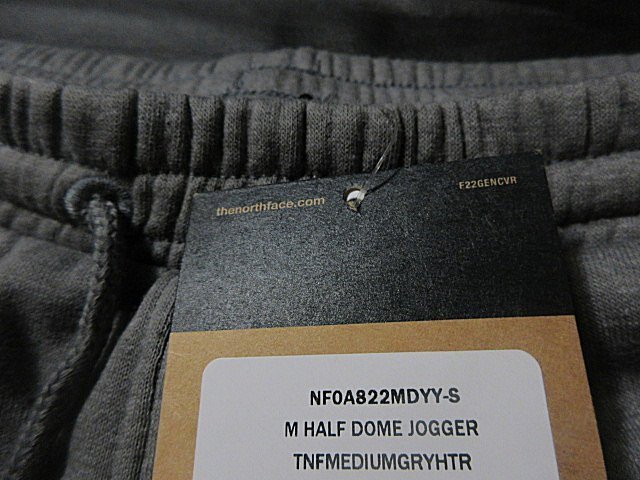 thenorthface.com
F22GENCVR
NF0A822MDYY-S
M HALF DOME JOGGER
TNFMEDIUMGRYHTR